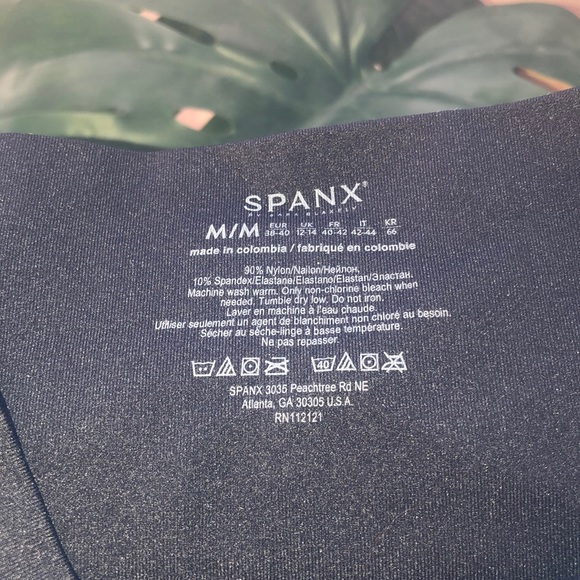 SPANX®
M/M EUR 38-40 UK 12-14 FR 40-42 IT 42-44 KR 66
made in colombia / fabriqué en colombie
90% Nylon/Nailon/Нейлон,
10% Spandex/Elastane/Elastano/Elastan/Эластан.
Machine wash warm. Only non-chlorine bleach when
needed. Tumble dry low. Do not iron.
Laver en machine à l'eau chaude.
Utiliser seulement un agent de blanchiment non chloré au besoin.
Sécher au sèche-linge à basse température.
Ne pas repasser.
40
SPANX 3035 Peachtree Rd NE
Atlanta, GA 30305 U.S.A.
RN112121